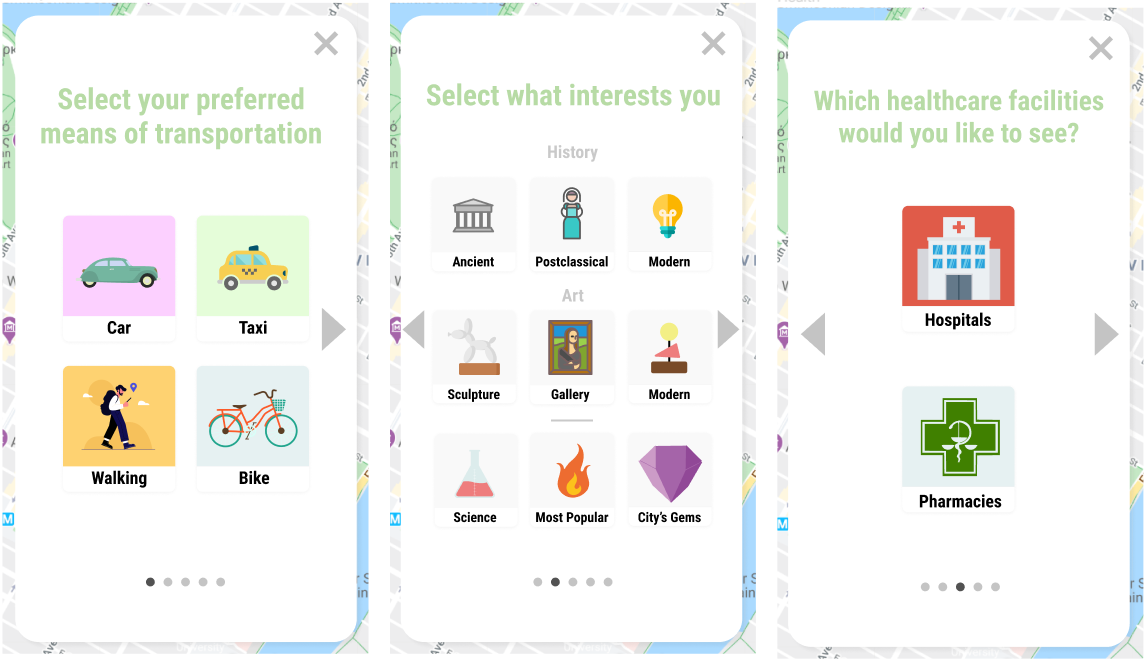 Select your preferred
means of transportation
Car
Taxi
Walking
Bike
Select what interests you
History
Ancient
Postclassical
Modern
Art
Sculpture
Gallery
Modern
Science
Most Popular
City's Gems
Which healthcare facilities
would you like to see?
Hospitals
Pharmacies